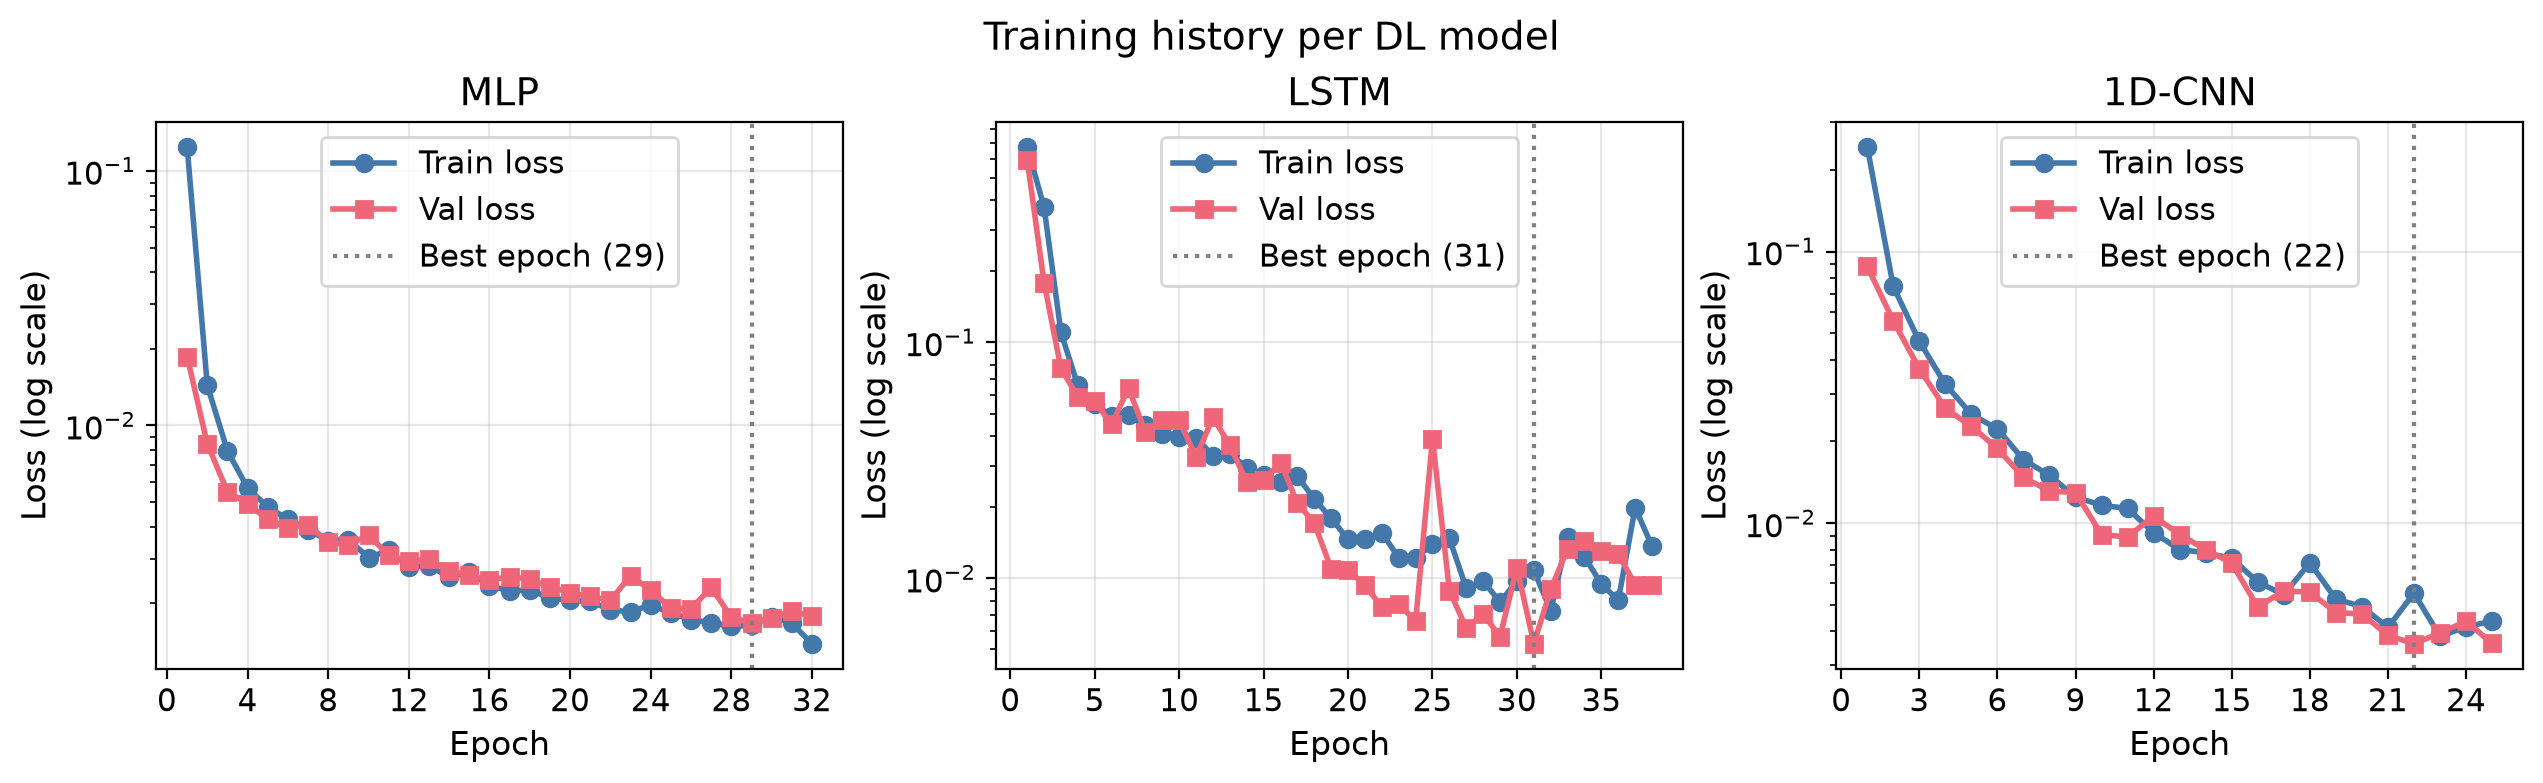 Training history per DL model
MLP
Loss (log scale)
10⁻¹
10⁻²
Train loss
Val loss
Best epoch (29)
0 4 8 12 16 20 24 28 32
Epoch
LSTM
Loss (log scale)
10⁻¹
10⁻²
Train loss
Val loss
Best epoch (31)
0 5 10 15 20 25 30 35
Epoch
1D-CNN
Loss (log scale)
10⁻¹
10⁻²
Train loss
Val loss
Best epoch (22)
0 3 6 9 12 15 18 21 24
Epoch